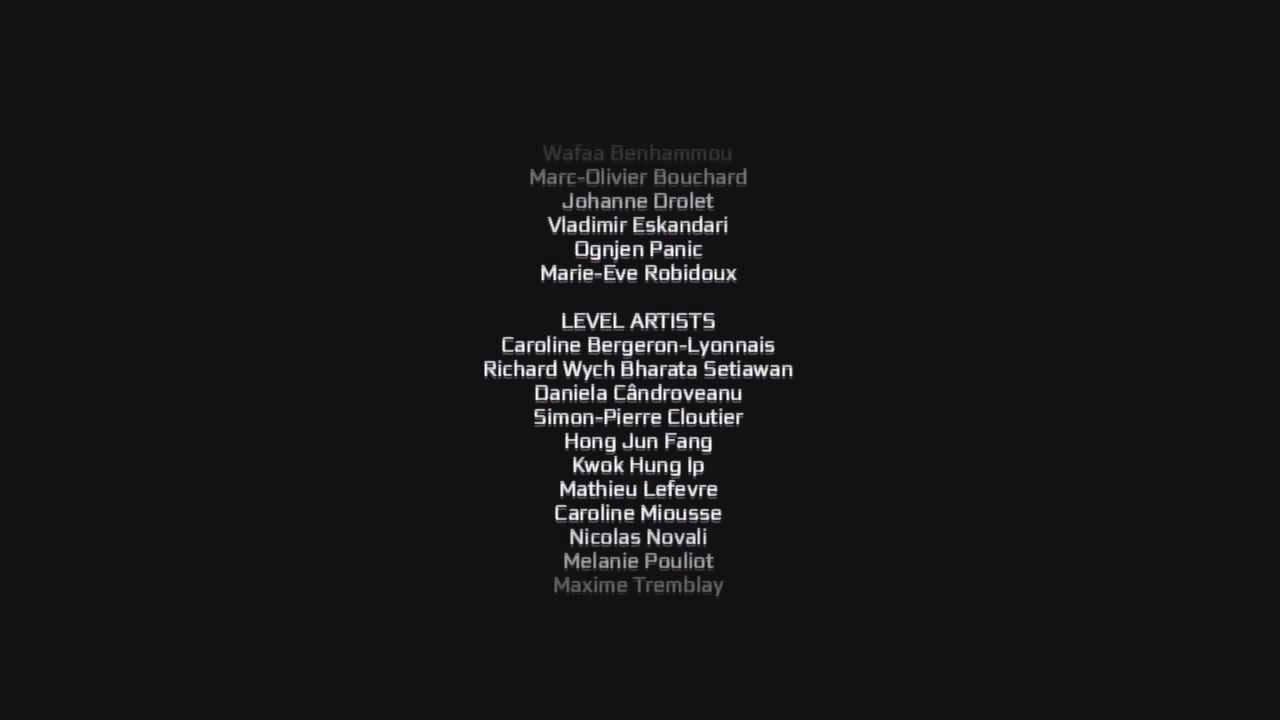 Wafaa Benhammou
Marc-Olivier Bouchard
Johanne Drolet
Vladimir Eskandari
Ognjen Panic
Marie-Eve Robidoux
LEVEL ARTISTS
Caroline Bergeron-Lyonnais
Richard Wych Bharata Setiawan
Daniela Cândroveanu
Simon-Pierre Cloutier
Hong Jun Fang
Kwok Hung Ip
Mathieu Lefevre
Caroline Miousse
Nicolas Novali
Melanie Pouliot
Maxime Tremblay